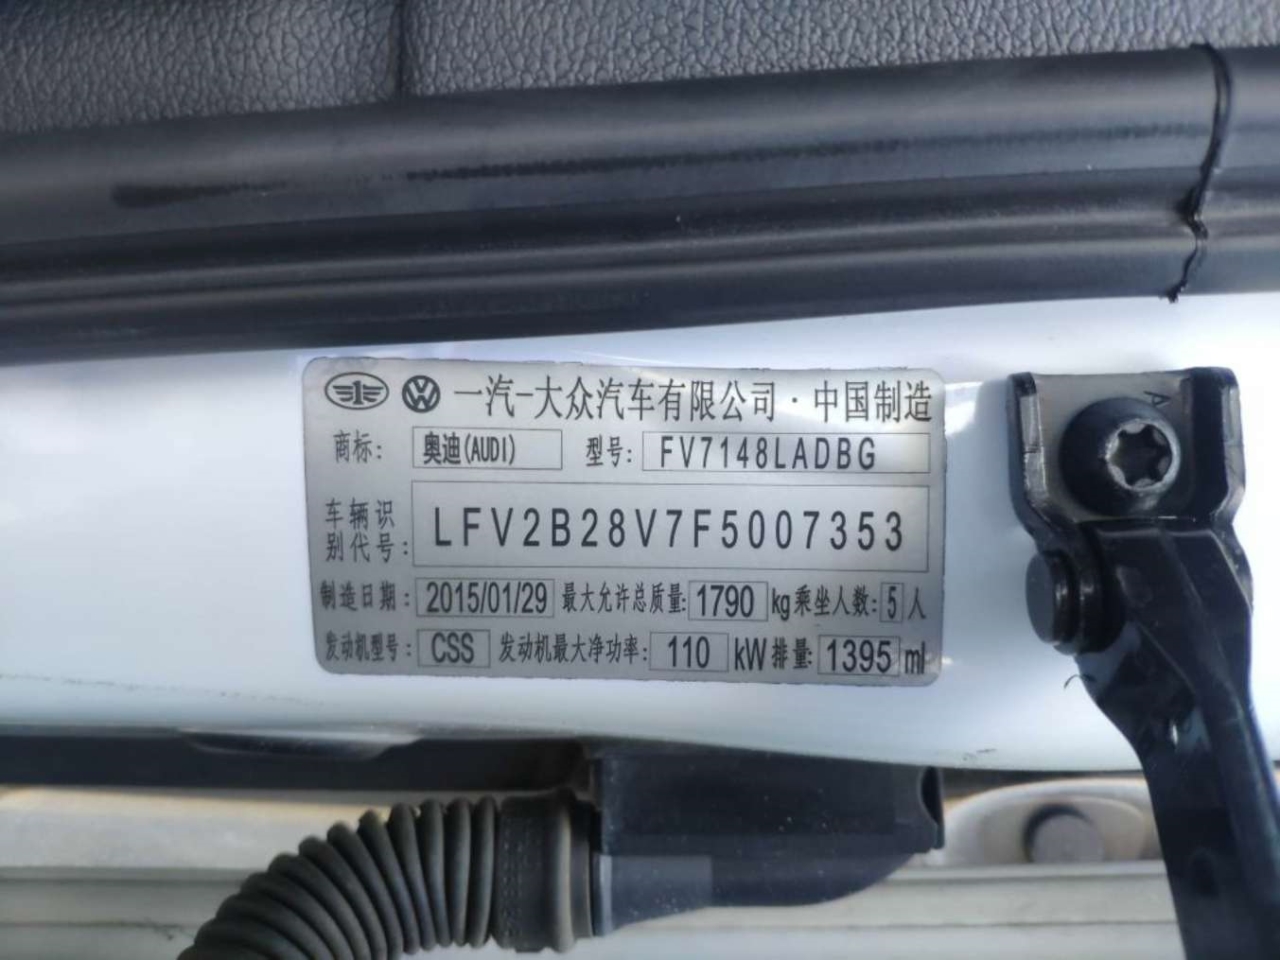 一汽-大众汽车有限公司·中国制造
商标: 奥迪(AUDI) 型号: FV7148LADBG
车辆识别代号: LFV2B28V7F5007353
制造日期: 2015/01/29 最大允许总质量: 1790 kg 乘坐人数: 5 人
发动机型号: CSS 发动机最大净功率: 110 kW 排量: 1395 ml